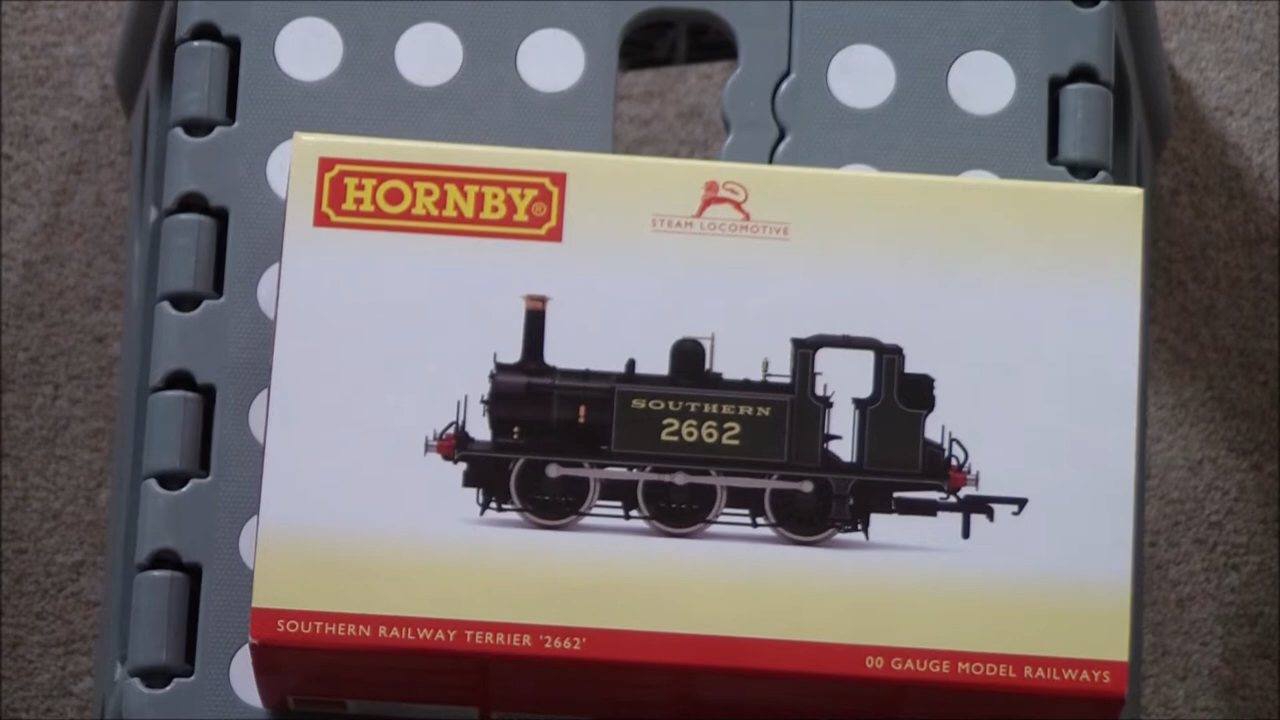 HORNBY®
STEAM LOCOMOTIVE
SOUTHERN
2662
SOUTHERN RAILWAY TERRIER '2662'
00 GAUGE MODEL RAILWAYS